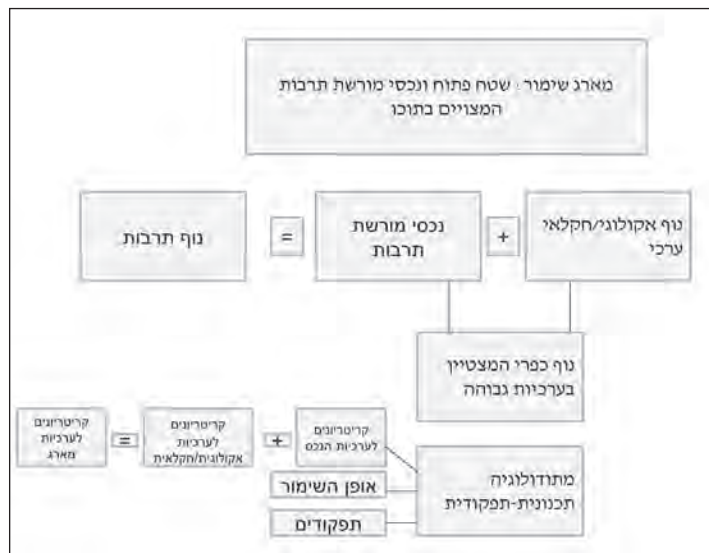 מארג שימור: שטח פתוח ונכסי מורשת תרבות
המצויים בתוכו
נוף אקולוגי/חקלאי
ערכי
+
נכסי מורשת
תרבות
=
נוף תרבות
נוף כפרי המצטיין
בערכיות גבוהה
קריטריונים
לערכיות הנכס
+
קריטריונים
לערכיות
אקולוגית/חקלאית
=
קריטריונים
לערכיות
מארג
מתודולוגיה
תכנונית-תפקודית
אופן השימור
תפקודים